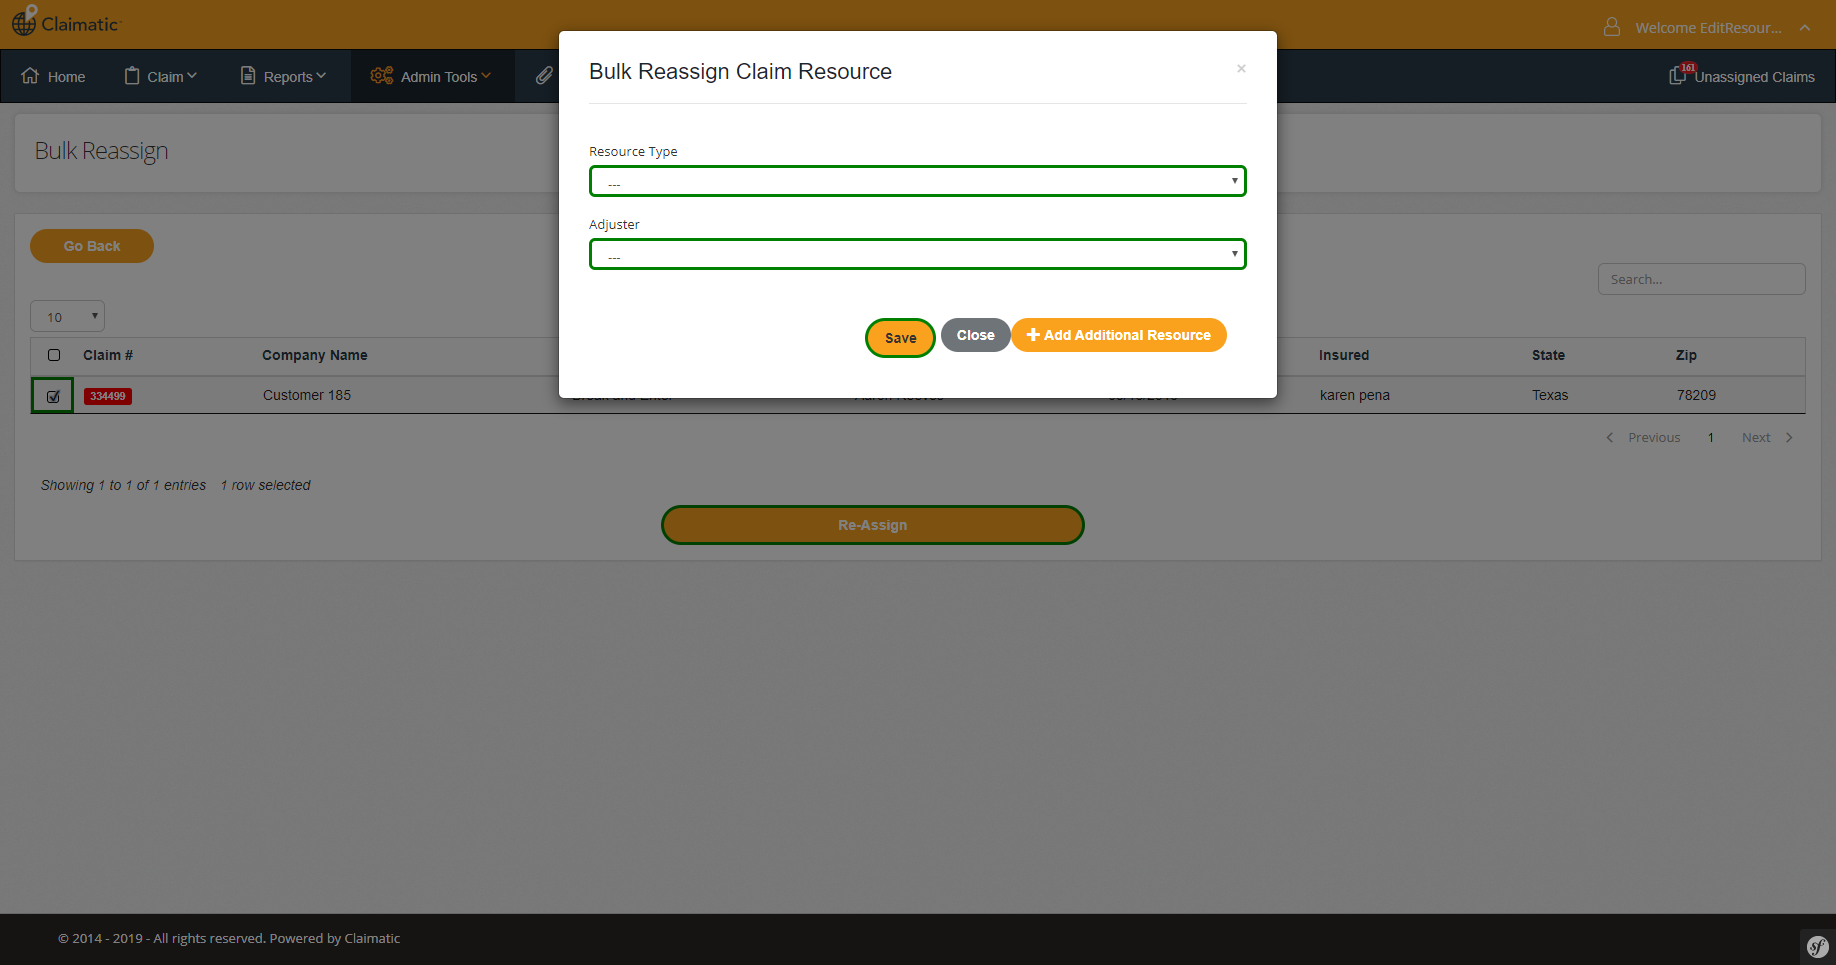 Claimatic
Welcome EditResour...
Home
Claim
Reports
Admin Tools
161
Unassigned Claims
Bulk Reassign
Bulk Reassign Claim Resource
×
Resource Type
---
Adjuster
---
Save
Close
Add Additional Resource
Go Back
Search...
10
Claim # Company Name Insured State Zip
334499 Customer 185 karen pena Texas 78209
Previous 1 Next
Showing 1 to 1 of 1 entries 1 row selected
Re-Assign
© 2014 - 2019 - All rights reserved. Powered by Claimatic
sf